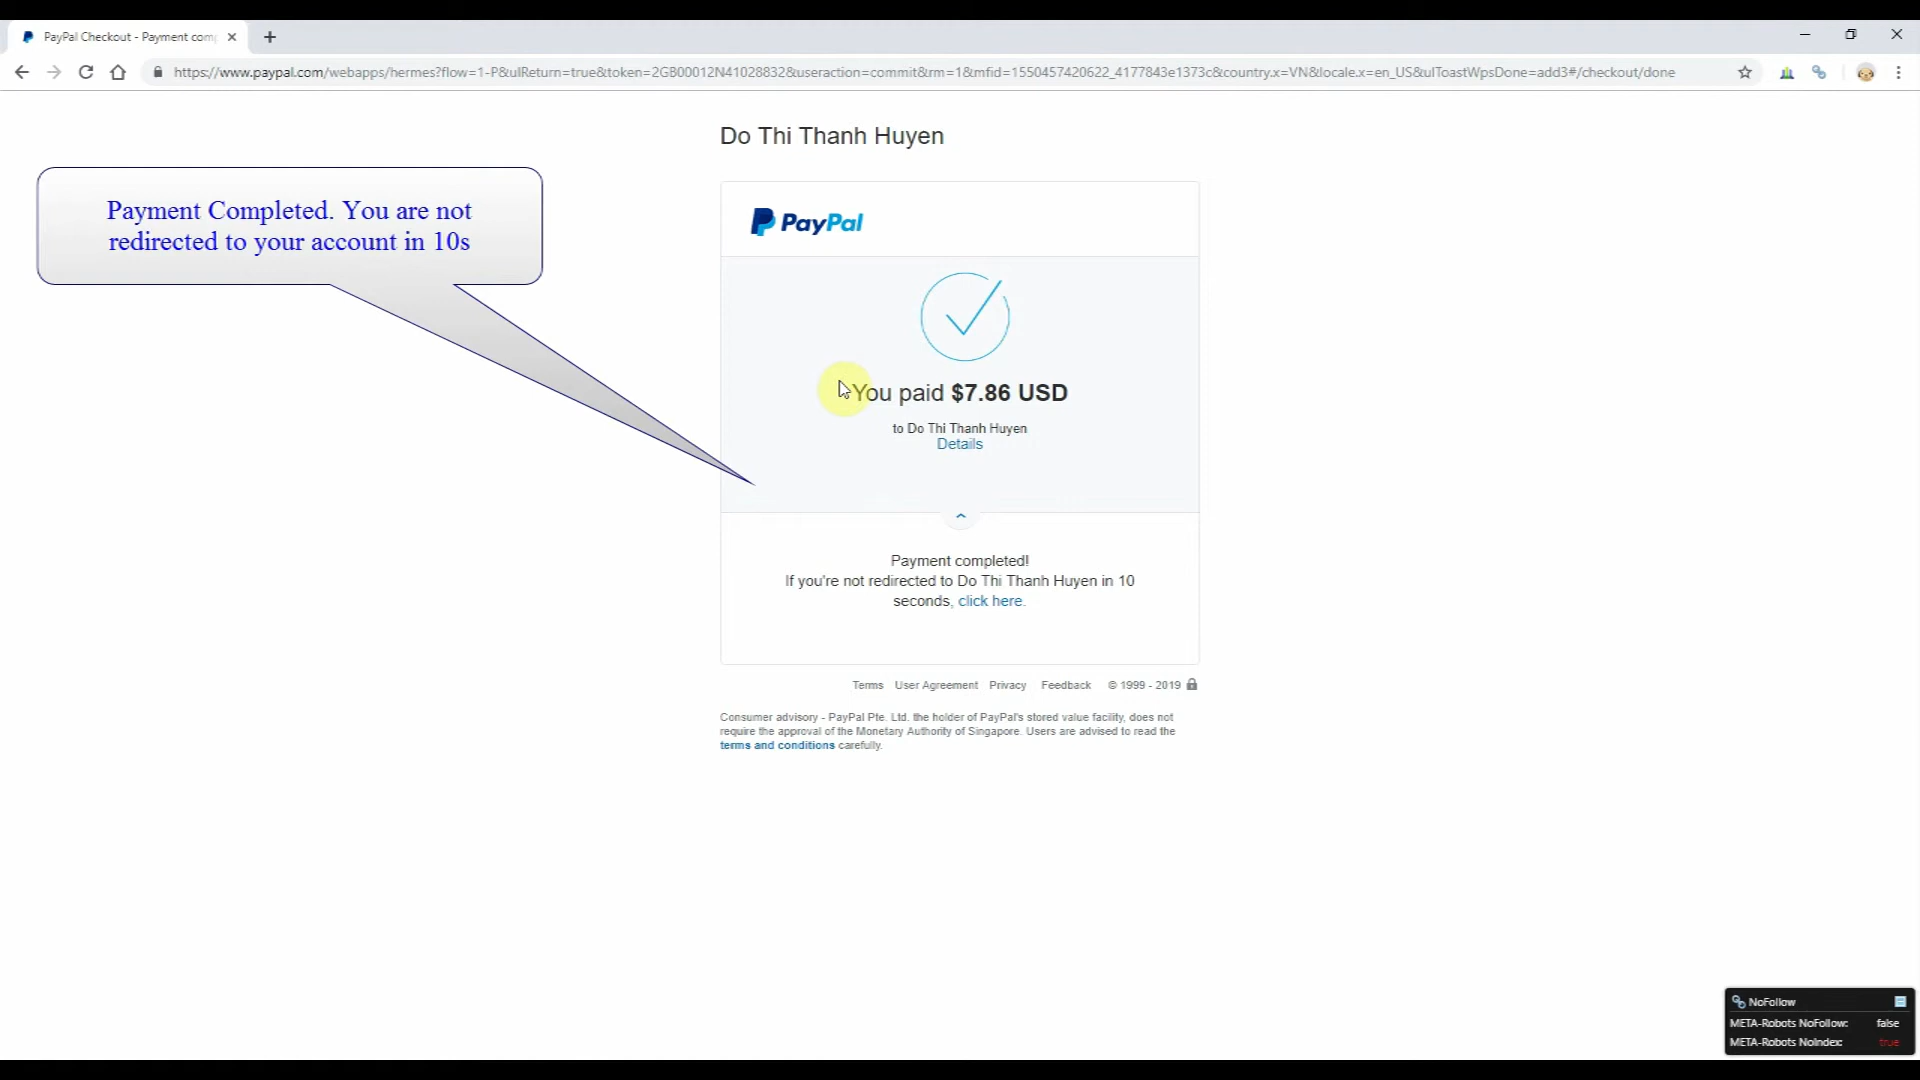 PayPal Checkout - Payment comp
https://www.paypal.com/webapps/hermes?flow=1-P&ulReturn=true&token=2GB00012N41028832&useraction=commit&rm=1&mfid=1550457420622_4177843e1373c&country.x=VN&locale.x=en_US&ulToastWpsDone=add3#/checkout/done
Do Thi Thanh Huyen
Payment Completed. You are not
redirected to your account in 10s
PayPal
You paid $7.86 USD
to Do Thi Thanh Huyen
Details
Payment completed!
If you're not redirected to Do Thi Thanh Huyen in 10
seconds, click here.
Terms User Agreement Privacy Feedback © 1999 - 2019
Consumer advisory - PayPal Pte. Ltd. the holder of PayPal's stored value facility, does not
require the approval of the Monetary Authority of Singapore. Users are advised to read the
terms and conditions carefully.
NoFollow
META-Robots NoFollow: false
META-Robots NoIndex: true